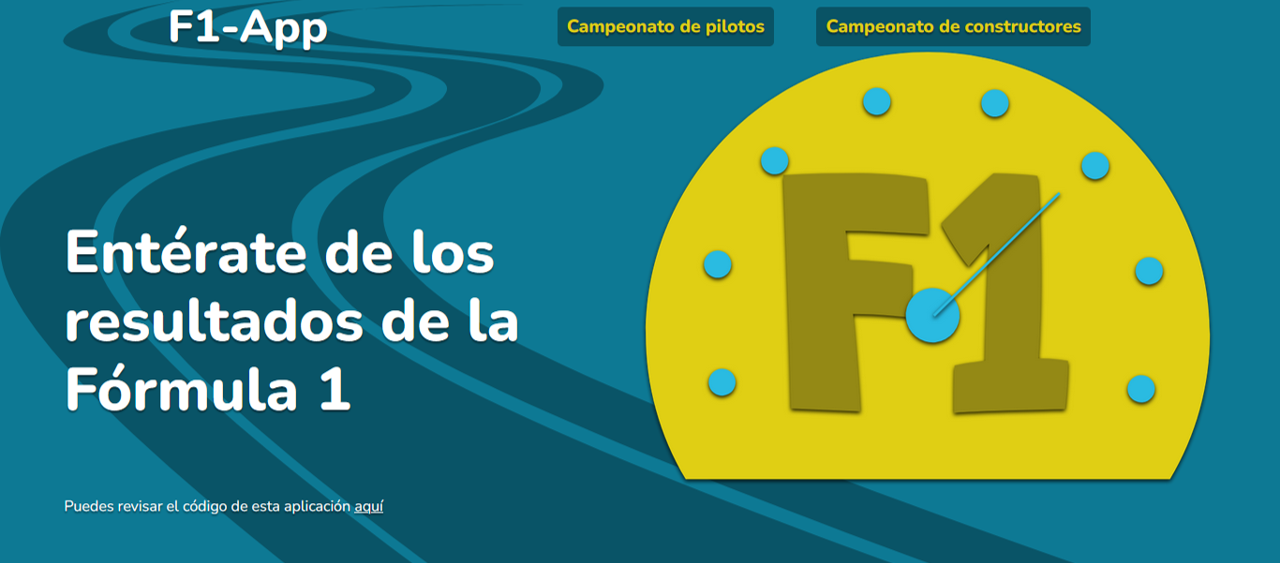 F1-App
Campeonato de pilotos
Campeonato de constructores
F1
Entérate de los
resultados de la
Fórmula 1
Puedes revisar el código de esta aplicación aquí